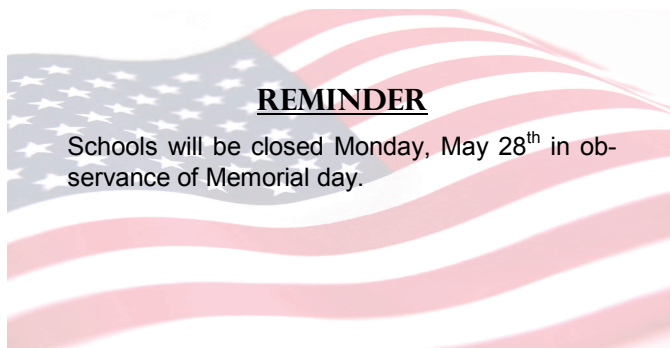 REMINDER
Schools will be closed Monday, May 28th in ob-
servance of Memorial day.